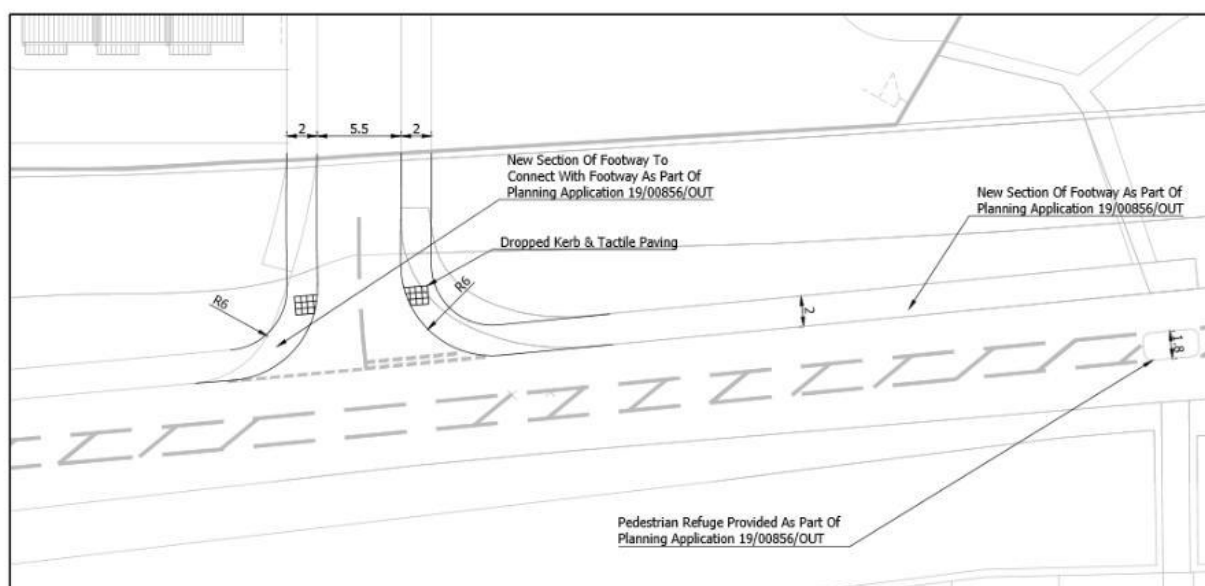 2
5.5
2
New Section Of Footway To
Connect With Footway As Part Of
Planning Application 19/00856/OUT
New Section Of Footway As Part Of
Planning Application 19/00856/OUT
Dropped Kerb & Tactile Paving
R6
R6
2
1.8
Pedestrian Refuge Provided As Part Of
Planning Application 19/00856/OUT